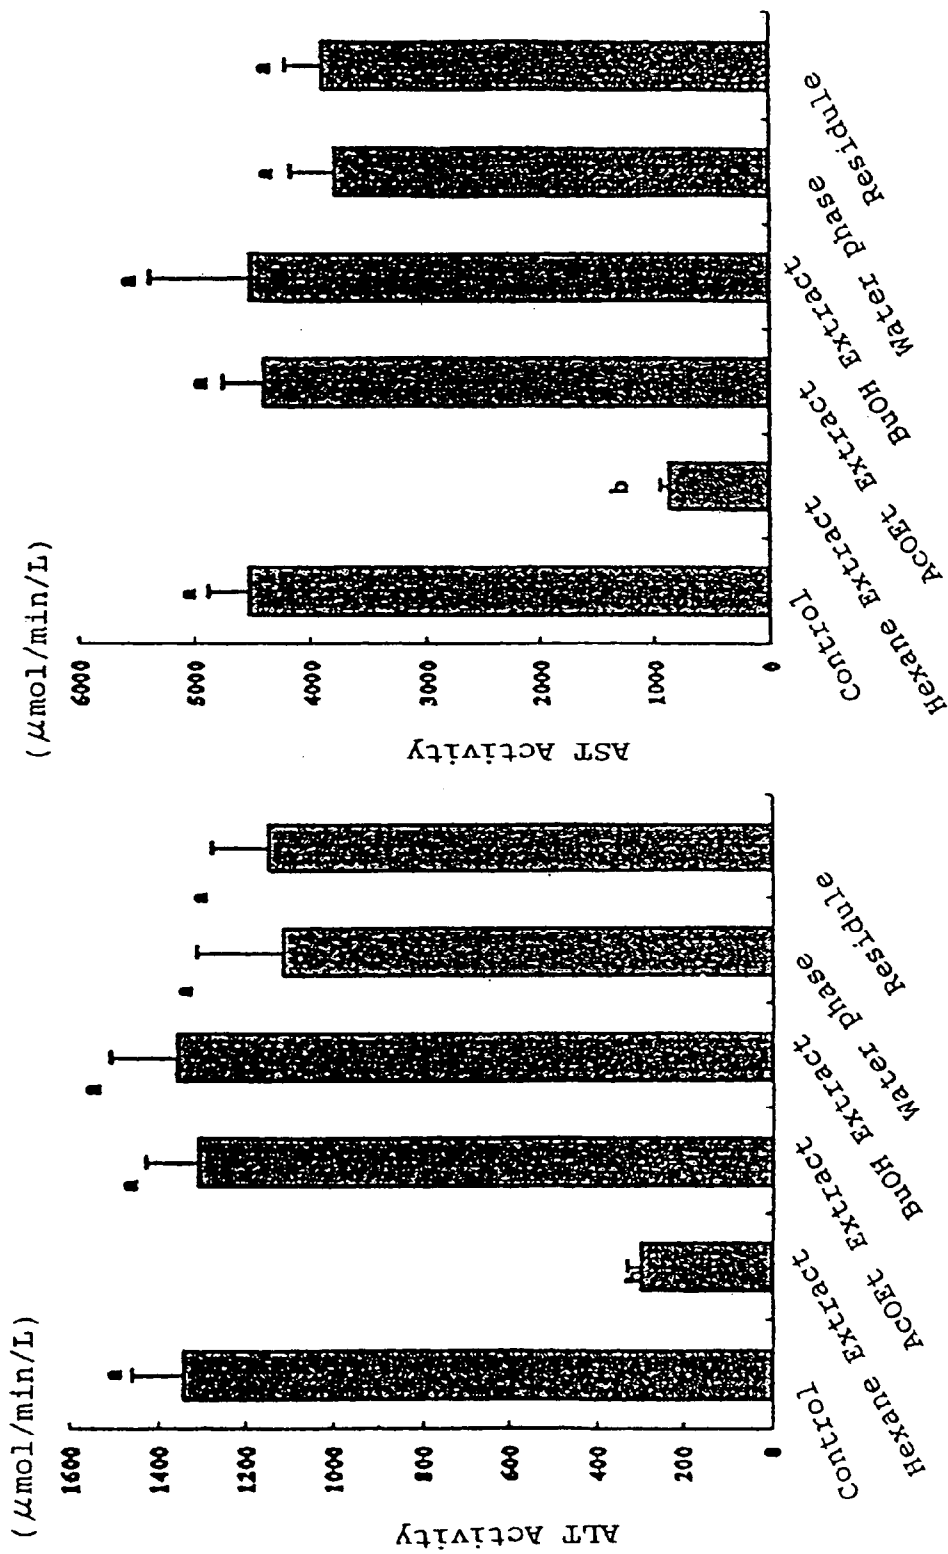 (μmol/min/L)
ALT Activity
1600
1400
1200
1000
800
600
400
200
0
a
b
a
a
a
a
Control
Hexane Extract
AcOEt Extract
BuOH Extract
Water phase
Residule
(μmol/min/L)
AST Activity
6000
5000
4000
3000
2000
1000
0
a
b
a
a
a
a
Control
Hexane Extract
AcOEt Extract
BuOH Extract
Water phase
Residule